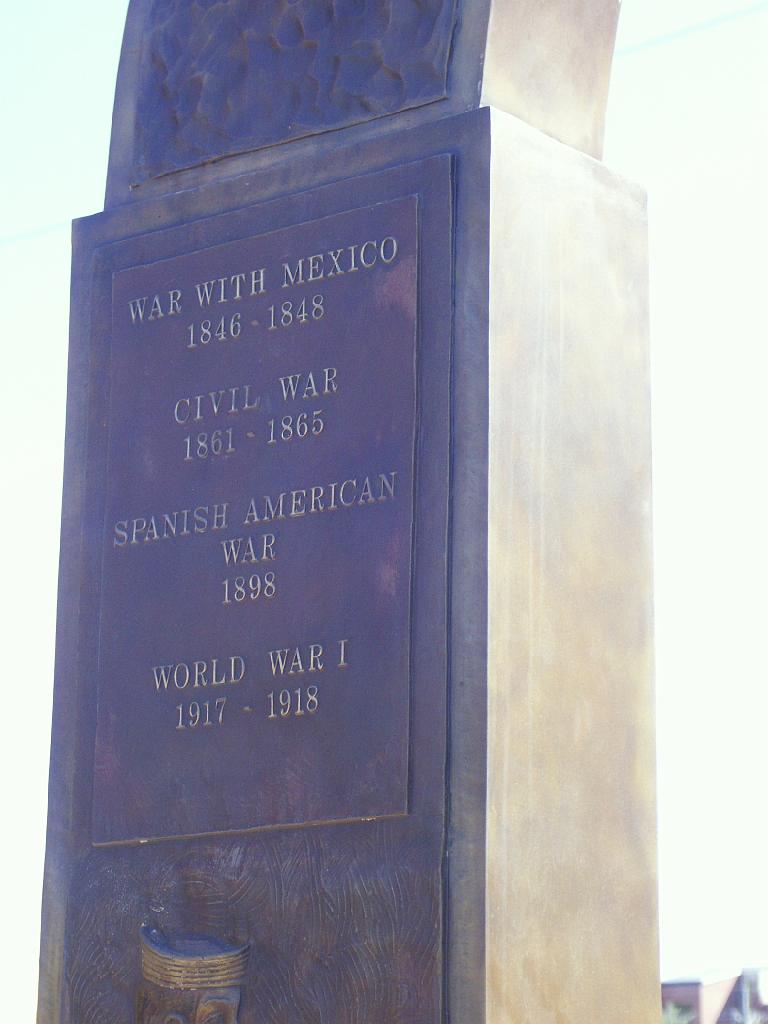 WAR WITH MEXICO
1846 - 1848
CIVIL WAR
1861 - 1865
SPANISH AMERICAN
WAR
1898
WORLD WAR I
1917 - 1918